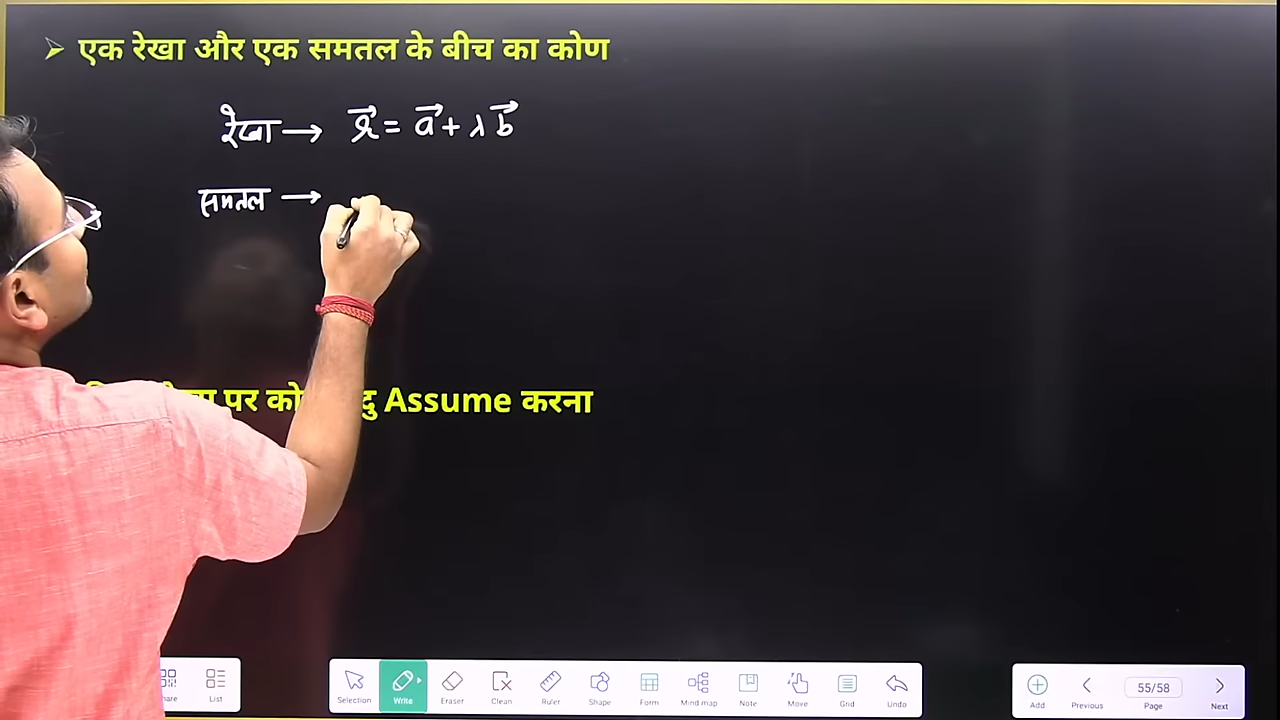 ➢ एक रेखा और एक समतल के बीच का कोण
रेखा → r⃗ = a⃗ + λ b⃗
समतल →
पर Assume करना
List
Selection
Write
Eraser
Clean
Ruler
Shape
Form
Mind map
Note
Move
Grid
Undo
Add
Previous
55/58
Page
Next